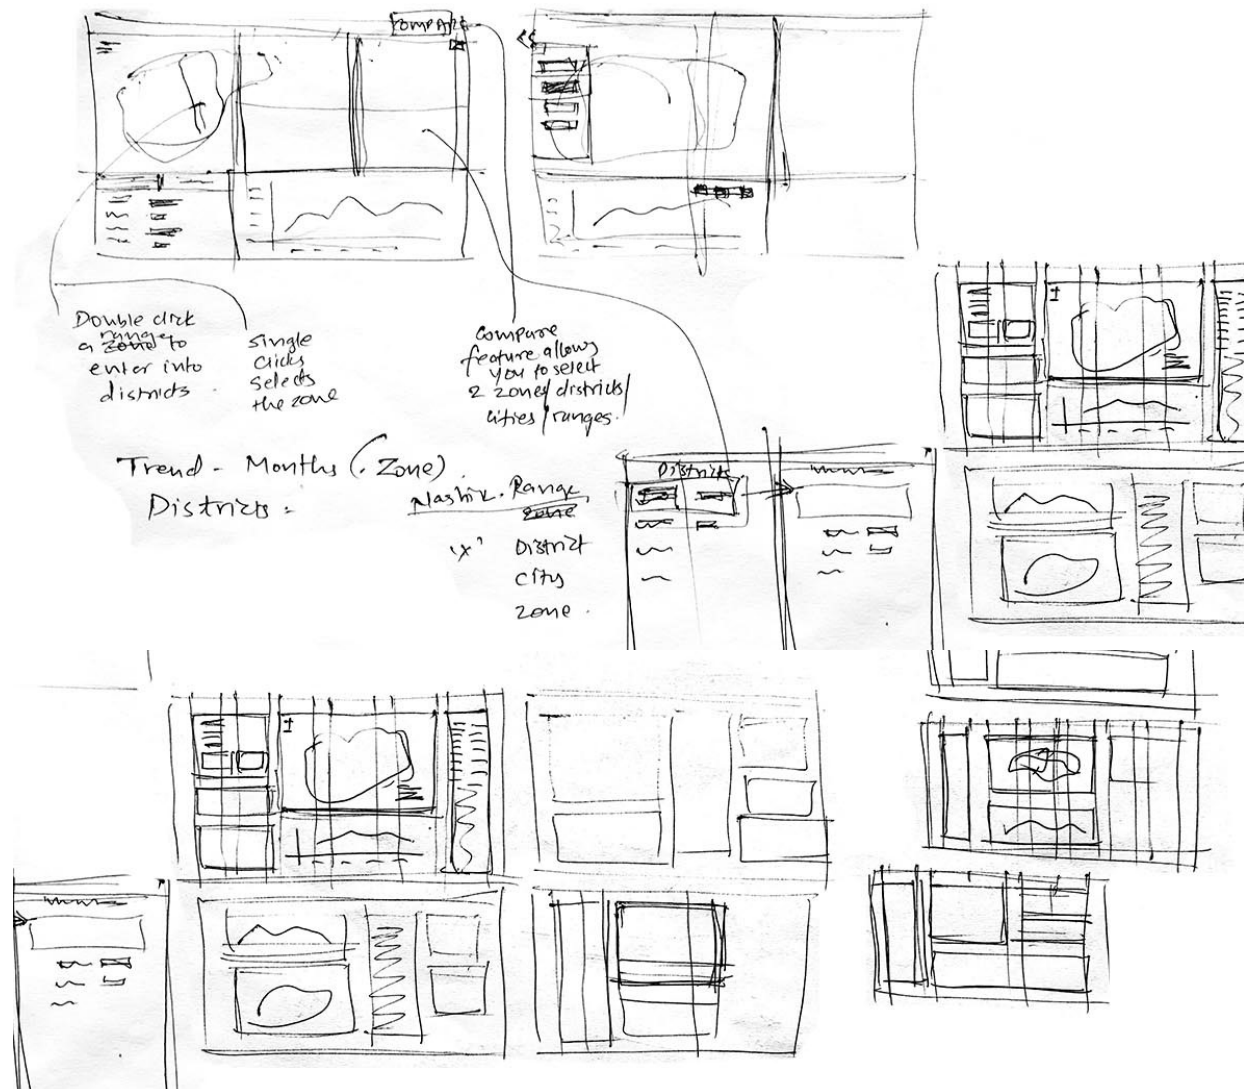 COMPARE
Double click
a range to
enter into
districts.
single
clicks
selects
the zone
Compare
feature allows
you to select
2 zones/districts/
cities/ranges.
Trend - Months (. Zone).
Districts :
Nashik. Range
zone
'x' District
city
zone.
Districts